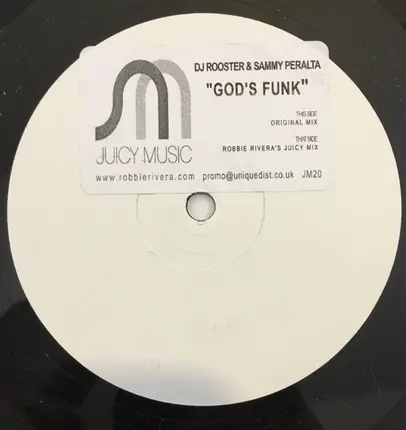 DJ ROOSTER & SAMMY PERALTA
"GOD'S FUNK"
THIS SIDE:
ORIGINAL MIX
THAT SIDE:
ROBBIE RIVERA'S JUICY MIX
JUICY MUSIC
www.robbierivera.com promo@uniquedist.co.uk JM20